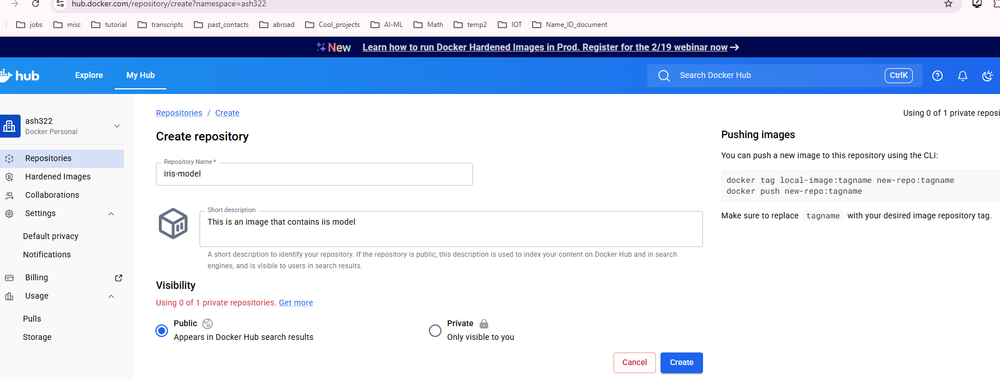 hub.docker.com/repository/create?namespace=ash322
jobs misc tutorial transcripts past_contacts abroad Cool_projects AI-ML Math temp2 IOT Name_ID_document
New Learn how to run Docker Hardened Images in Prod. Register for the 2/19 webinar now →
hub Explore My Hub Search Docker Hub CtrlK
ash322
Docker Personal
Repositories
Hardened Images
Collaborations
Settings
Default privacy
Notifications
Billing
Usage
Pulls
Storage
Repositories / Create
Create repository
Repository Name *
iris-model
Short description
This is an image that contains iis model
A short description to identify your repository. If the repository is public, this description is used to index your content on Docker Hub and in search
engines, and is visible to users in search results.
Visibility
Using 0 of 1 private repositories. Get more
Public
Appears in Docker Hub search results
Private
Only visible to you
Cancel
Create
Using 0 of 1 private reposi
Pushing images
You can push a new image to this repository using the CLI:
docker tag local-image:tagname new-repo:tagname
docker push new-repo:tagname
Make sure to replace tagname with your desired image repository tag.